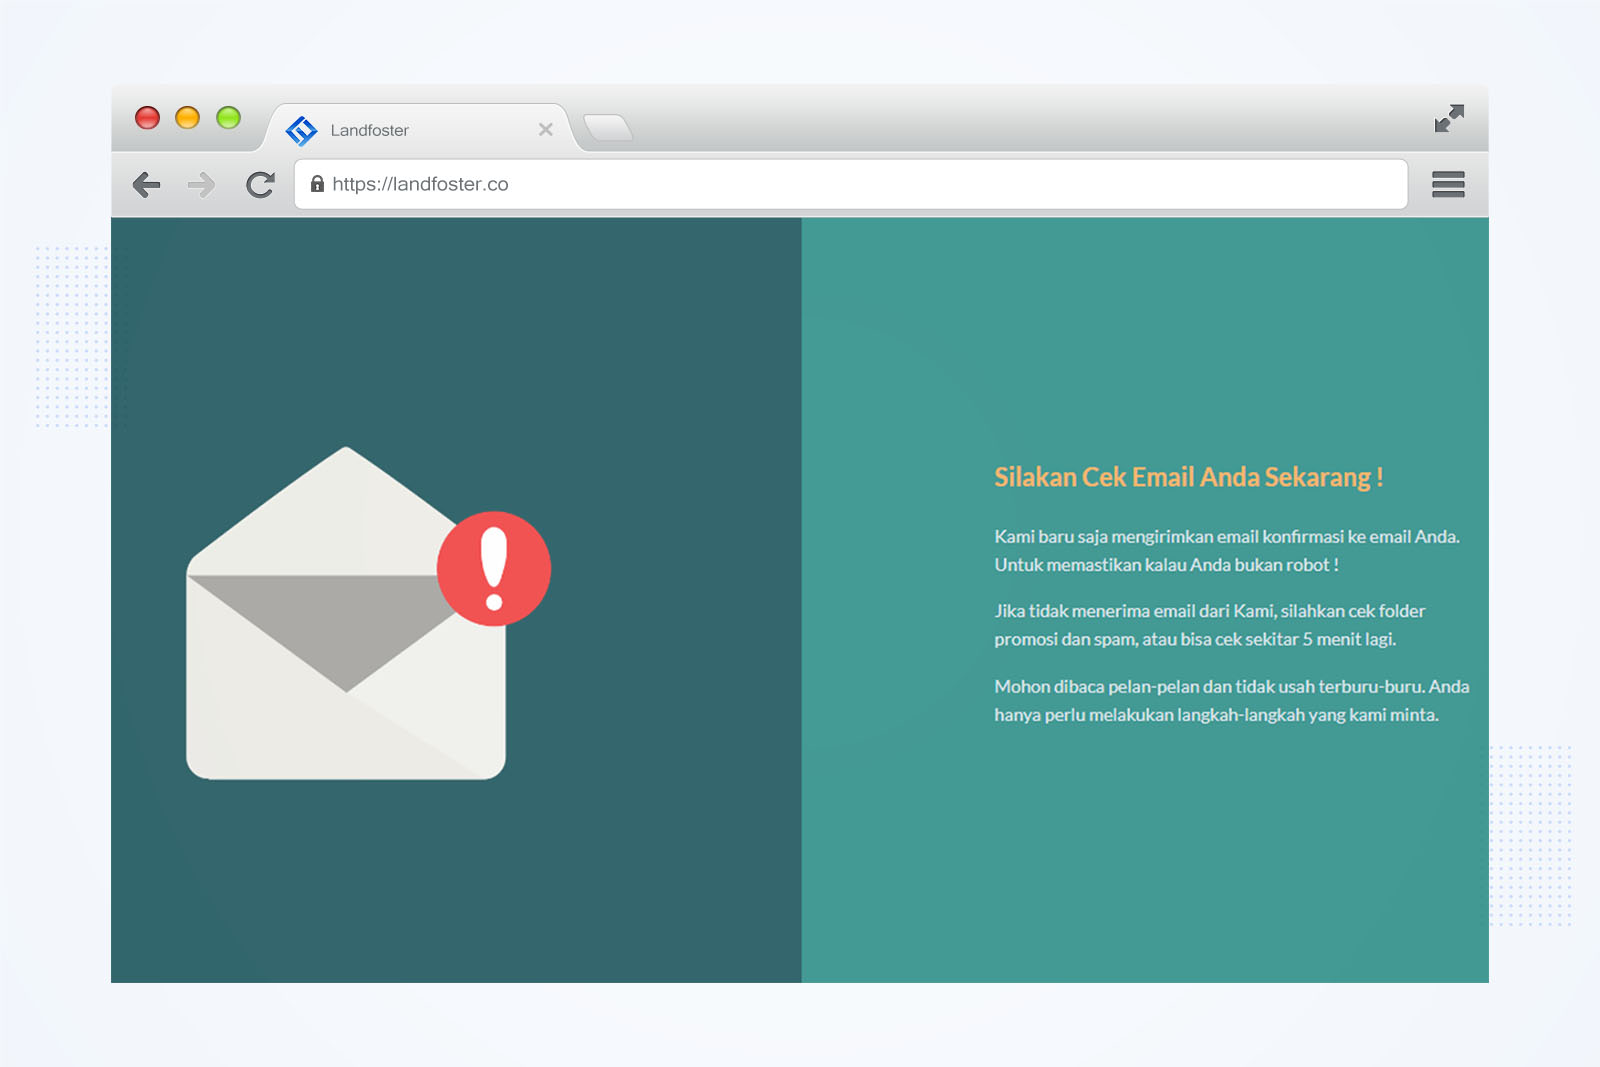 Landfoster
https://landfoster.co
Silakan Cek Email Anda Sekarang !
Kami baru saja mengirimkan email konfirmasi ke email Anda.
Untuk memastikan kalau Anda bukan robot !
Jika tidak menerima email dari Kami, silahkan cek folder
promosi dan spam, atau bisa cek sekitar 5 menit lagi.
Mohon dibaca pelan-pelan dan tidak usah terburu-buru. Anda
hanya perlu melakukan langkah-langkah yang kami minta.